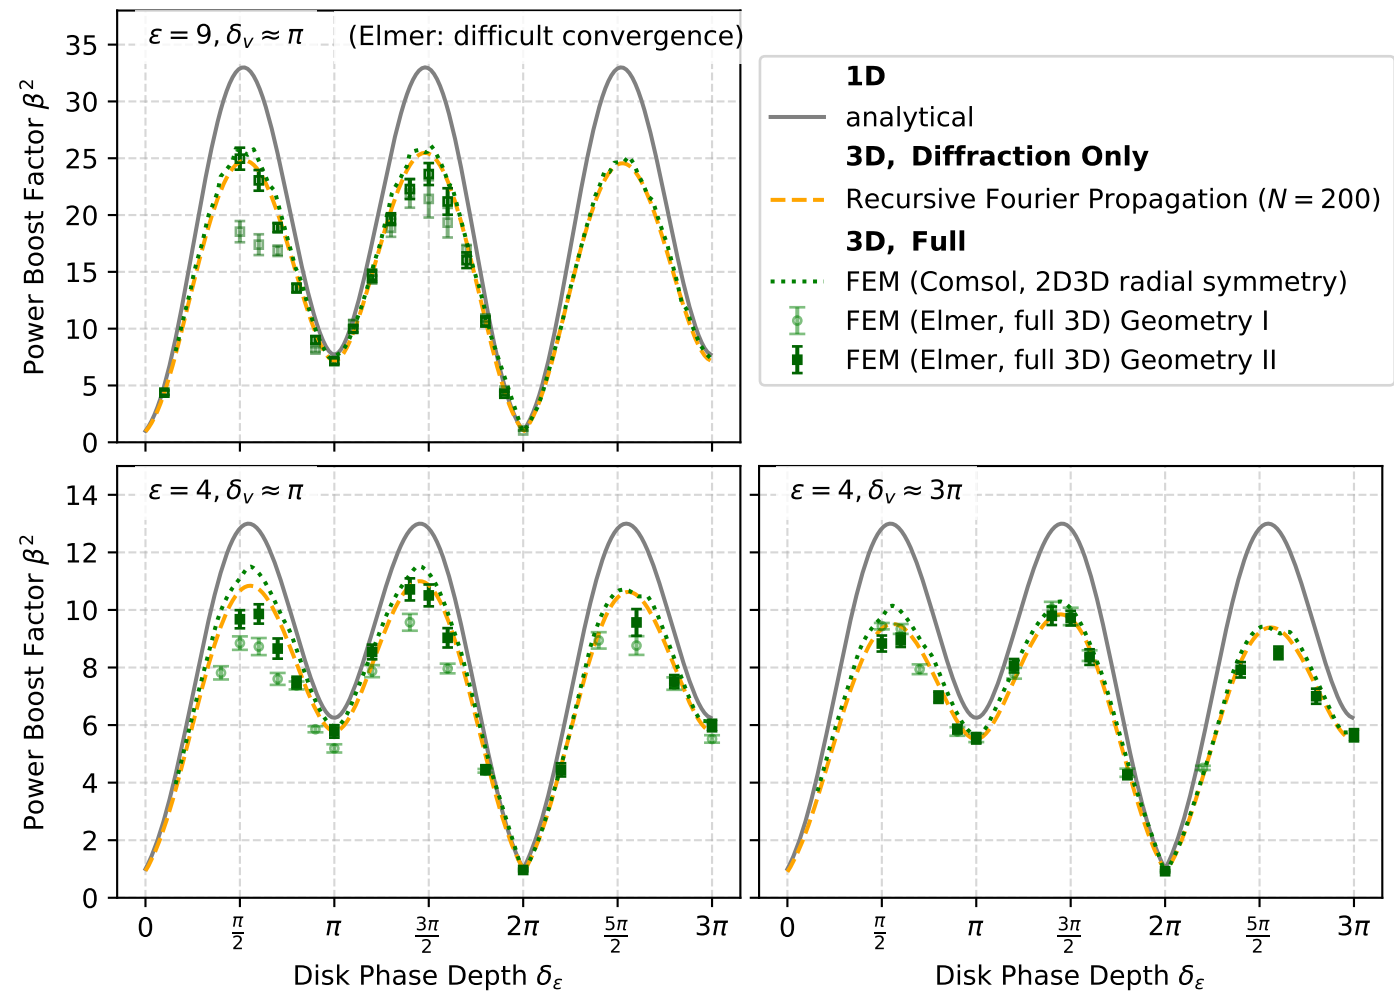 ε = 9, δᵥ ≈ π (Elmer: difficult convergence)
35
30
25
20
15
10
5
0
Power Boost Factor β²
1D
analytical
3D, Diffraction Only
Recursive Fourier Propagation (N = 200)
3D, Full
FEM (Comsol, 2D3D radial symmetry)
FEM (Elmer, full 3D) Geometry I
FEM (Elmer, full 3D) Geometry II
ε = 4, δᵥ ≈ π
14
12
10
8
6
4
2
0
Power Boost Factor β²
0 π/2 π 3π/2 2π 5π/2 3π
Disk Phase Depth δ_ε
ε = 4, δᵥ ≈ 3π
0 π/2 π 3π/2 2π 5π/2 3π
Disk Phase Depth δ_ε